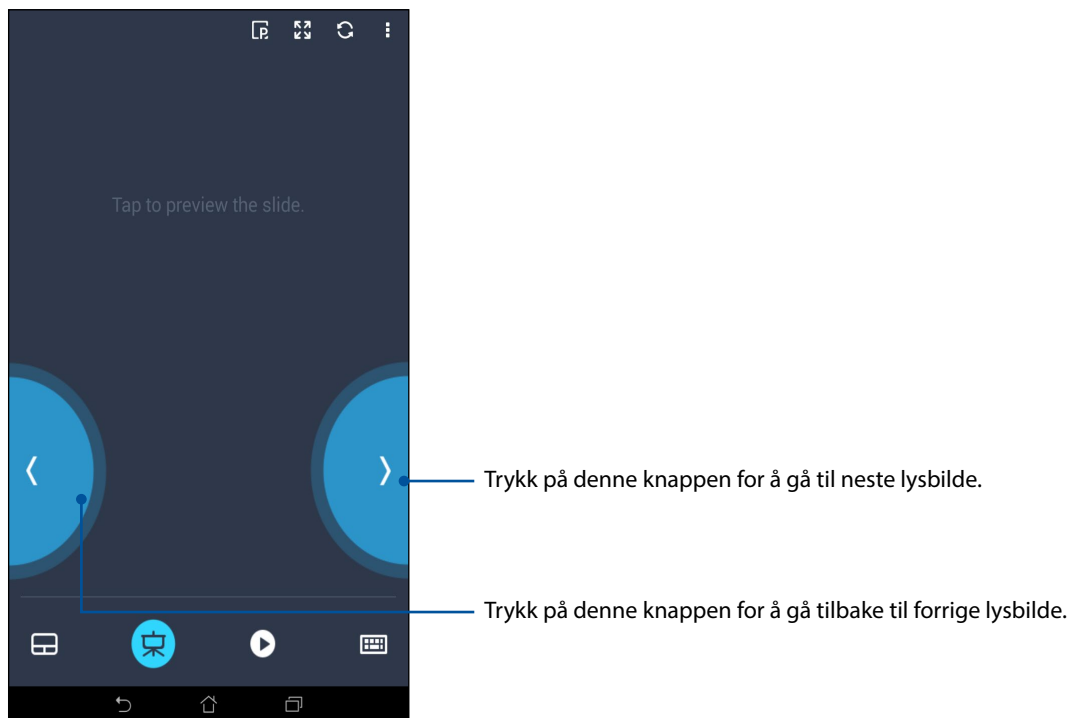 Tap to preview the slide.
Trykk på denne knappen for å gå til neste lysbilde.
Trykk på denne knappen for å gå tilbake til forrige lysbilde.